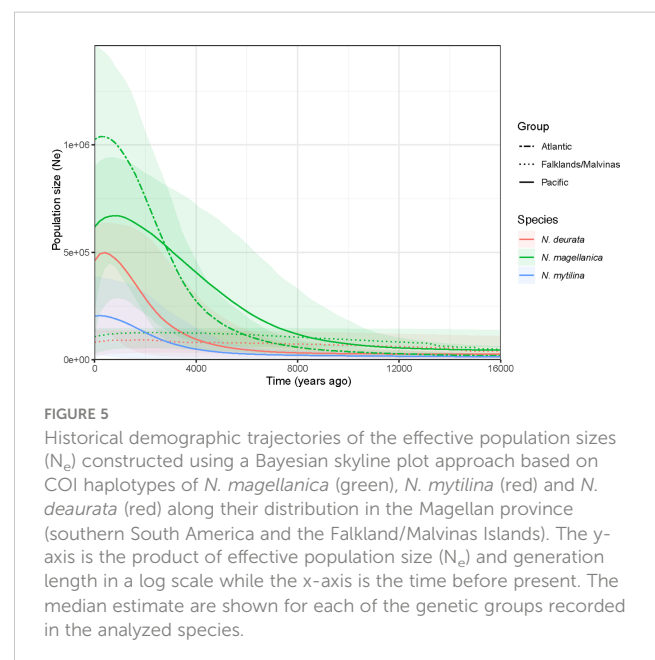 1e+06
5e+05
0e+00
Population size (Ne)
0
4000
8000
12000
16000
Time (years ago)
Group
Atlantic
Falklands/Malvinas
Pacific
Species
N. deurata
N. magellanica
N. mytilina
FIGURE 5
Historical demographic trajectories of the effective population sizes
(Ne) constructed using a Bayesian skyline plot approach based on
COI haplotypes of N. magellanica (green), N. mytilina (red) and N.
deaurata (red) along their distribution in the Magellan province
(southern South America and the Falkland/Malvinas Islands). The y-
axis is the product of effective population size (Ne) and generation
length in a log scale while the x-axis is the time before present. The
median estimate are shown for each of the genetic groups recorded
in the analyzed species.